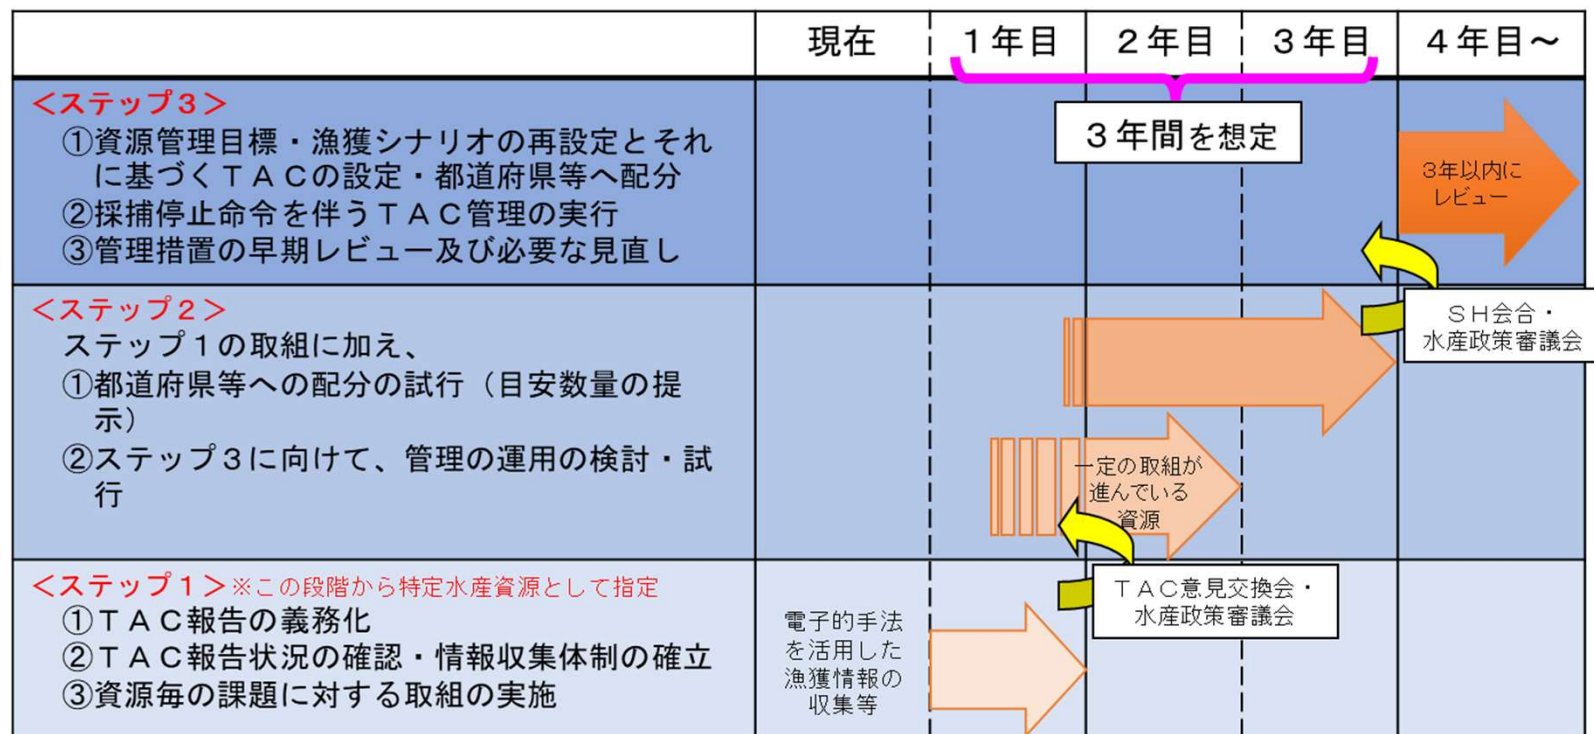 現在
1年目
2年目
3年目
4年目～
3年間を想定
＜ステップ3＞
①資源管理目標・漁獲シナリオの再設定とそれ
に基づくTACの設定・都道府県等へ配分
②採捕停止命令を伴うTAC管理の実行
③管理措置の早期レビュー及び必要な見直し
3年以内に
レビュー
SH会合・
水産政策審議会
＜ステップ2＞
ステップ1の取組に加え、
①都道府県等への配分の試行（目安数量の提
示）
②ステップ3に向けて、管理の運用の検討・試
行
一定の取組が
進んでいる
資源
TAC意見交換会・
水産政策審議会
＜ステップ1＞※この段階から特定水産資源として指定
①TAC報告の義務化
②TAC報告状況の確認・情報収集体制の確立
③資源毎の課題に対する取組の実施
電子的手法
を活用した
漁獲情報の
収集等